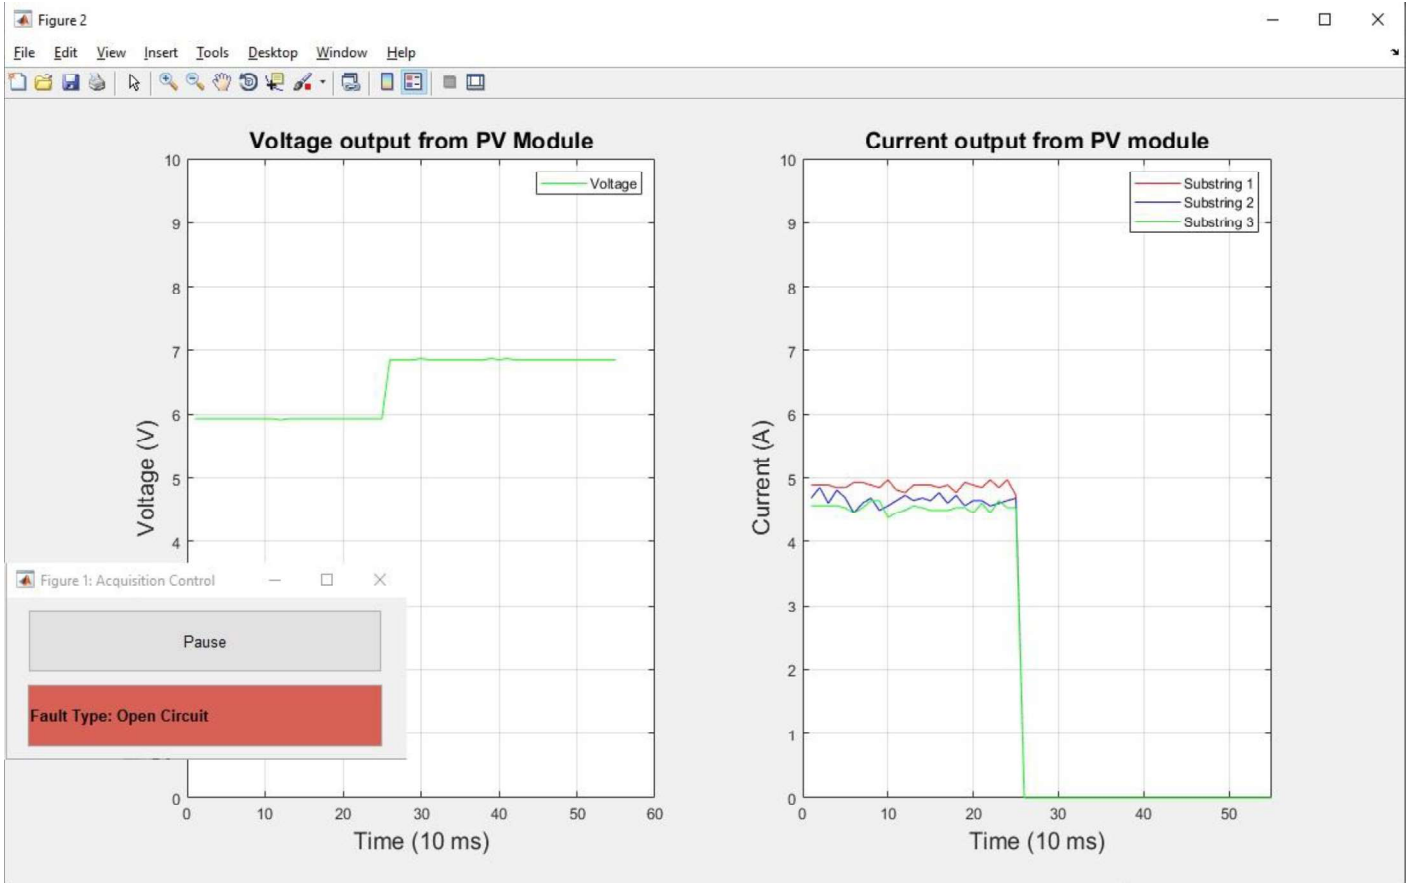 Figure 2
File Edit View Insert Tools Desktop Window Help
Voltage output from PV Module
Voltage
10
9
8
7
6
5
4
0
Voltage (V)
0 10 20 30 40 50 60
Time (10 ms)
Current output from PV module
Substring 1
Substring 2
Substring 3
10
9
8
7
6
5
4
3
2
1
0
Current (A)
0 10 20 30 40 50
Time (10 ms)
Figure 1: Acquisition Control
Pause
Fault Type: Open Circuit